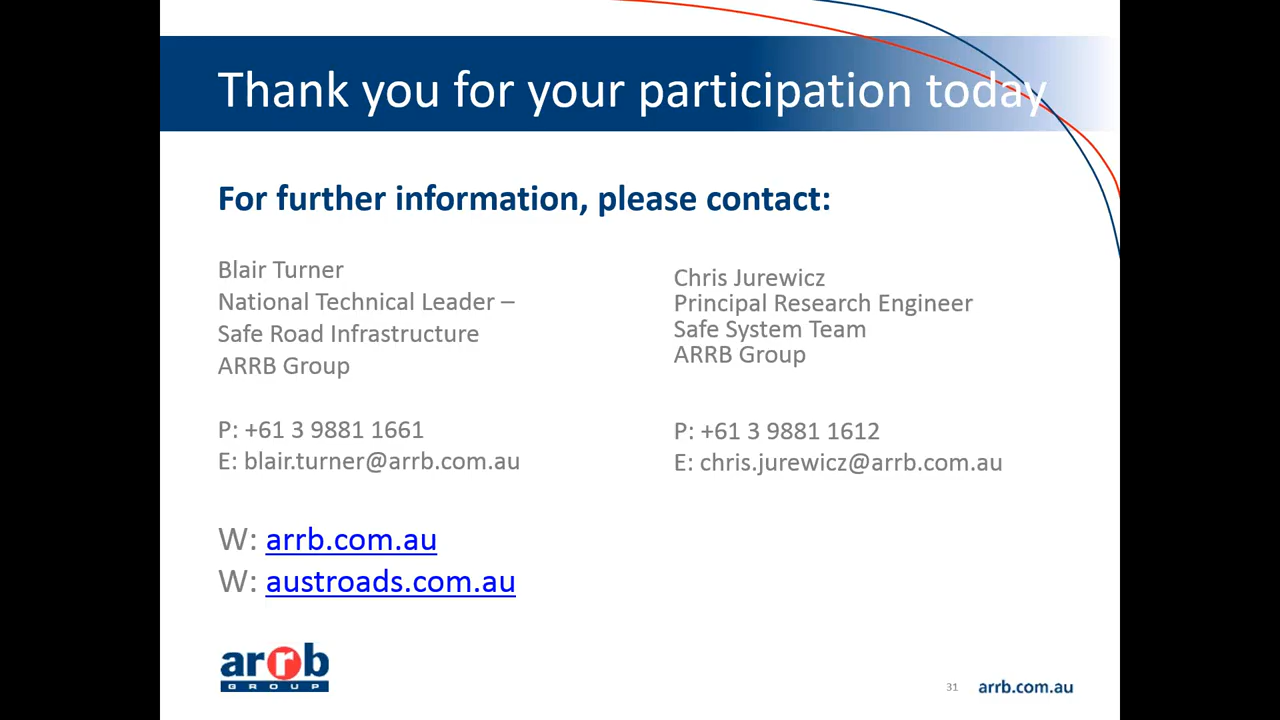 Thank you for your participation today
For further information, please contact:
Blair Turner
National Technical Leader –
Safe Road Infrastructure
ARRB Group
P: +61 3 9881 1661
E: blair.turner@arrb.com.au
Chris Jurewicz
Principal Research Engineer
Safe System Team
ARRB Group
P: +61 3 9881 1612
E: chris.jurewicz@arrb.com.au
W: arrb.com.au
W: austroads.com.au
arrb
GROUP
31
arrb.com.au